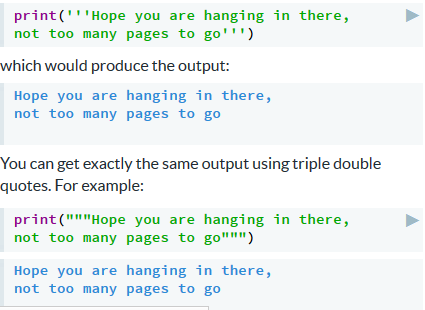 print('''Hope you are hanging in there,
not too many pages to go''')
which would produce the output:
Hope you are hanging in there,
not too many pages to go
You can get exactly the same output using triple double
quotes. For example:
print("""Hope you are hanging in there,
not too many pages to go""")
Hope you are hanging in there,
not too many pages to go